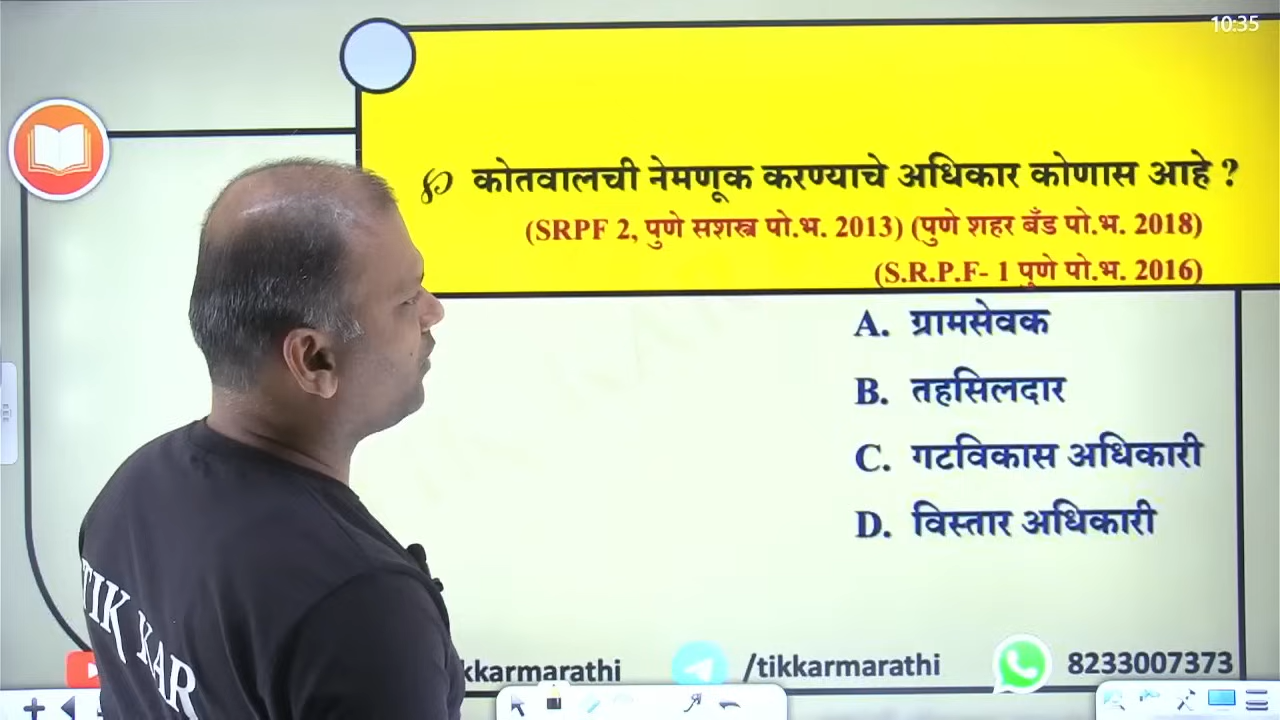 10:35
कोतवालची नेमणूक करण्याचे अधिकार कोणास आहे ?
(SRPF 2, पुणे सशस्त्र पो.भ. 2013) (पुणे शहर बँड पो.भ. 2018)
(S.R.P.F- 1 पुणे पो.भ. 2016)
A. ग्रामसेवक
B. तहसिलदार
C. गटविकास अधिकारी
D. विस्तार अधिकारी
TIK KAR
kkarmarathi
/tikkarmarathi
8233007373